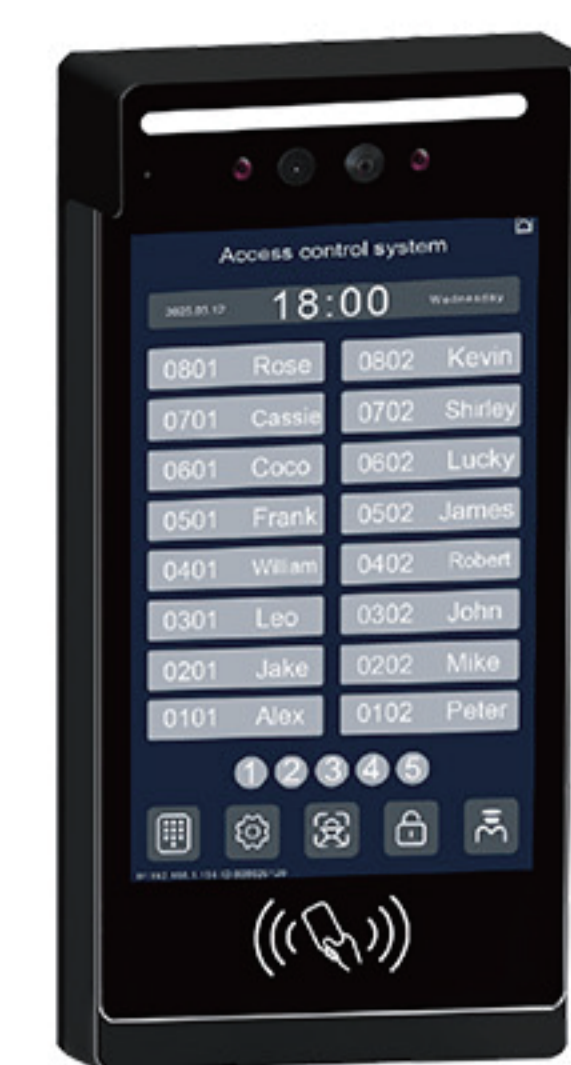 Access control system
18:00 Wednesday
0801 Rose 0802 Kevin
0701 Cassie 0702 Shirley
0601 Coco 0602 Lucky
0501 Frank 0502 James
0401 William 0402 Robert
0301 Leo 0302 John
0201 Jake 0202 Mike
0101 Alex 0102 Peter
1 2 3 4 5